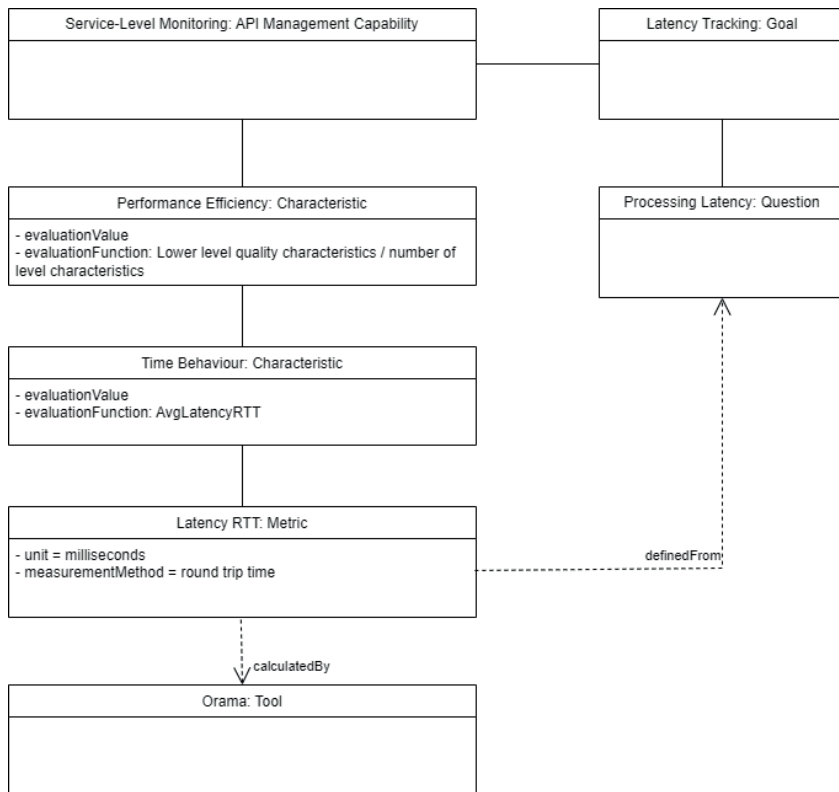 Service-Level Monitoring: API Management Capability
Latency Tracking: Goal
Performance Efficiency: Characteristic
- evaluationValue
- evaluationFunction: Lower level quality characteristics / number of
level characteristics
Processing Latency: Question
Time Behaviour: Characteristic
- evaluationValue
- evaluationFunction: AvgLatencyRTT
Latency RTT: Metric
- unit = milliseconds
- measurementMethod = round trip time
definedFrom
calculatedBy
Orama: Tool